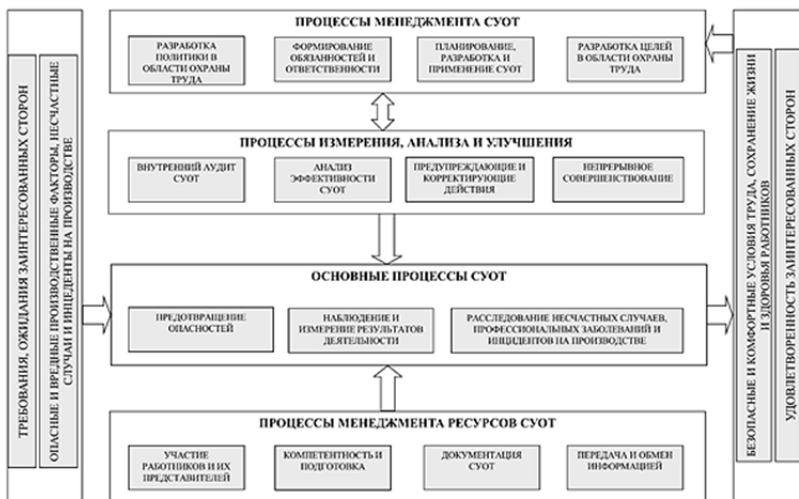 ТРЕБОВАНИЯ, ОЖИДАНИЯ ЗАИНТЕРЕСОВАННЫХ СТОРОН
ОПАСНЫЕ И ВРЕДНЫЕ ПРОИЗВОДСТВЕННЫЕ ФАКТОРЫ, НЕСЧАСТНЫЕ
СЛУЧАИ И ИНЦЕДЕНТЫ НА ПРОИЗВОДСТВЕ
ПРОЦЕССЫ МЕНЕДЖМЕНТА СУОТ
РАЗРАБОТКА
ПОЛИТИКИ В
ОБЛАСТИ ОХРАНЫ
ТРУДА
ФОРМИРОВАНИЕ
ОБЯЗАННОСТЕЙ И
ОТВЕТСТВЕННОСТИ
ПЛАНИРОВАНИЕ,
РАЗРАБОТКА И
ПРИМЕНЕНИЕ СУОТ
РАЗРАБОТКА ЦЕЛЕЙ
В ОБЛАСТИ ОХРАНЫ
ТРУДА
ПРОЦЕССЫ ИЗМЕРЕНИЯ, АНАЛИЗА И УЛУЧШЕНИЯ
ВНУТРЕННИЙ АУДИТ
СУОТ
АНАЛИЗ
ЭФФЕКТИВНОСТИ
СУОТ
ПРЕДУПРЕЖДАЮЩИЕ И
КОРРЕКТИРУЮЩИЕ
ДЕЙСТВИЯ
НЕПРЕРЫВНОЕ
СОВЕРШЕНСТВОВАНИЕ
ОСНОВНЫЕ ПРОЦЕССЫ СУОТ
ПРЕДОТВРАЩЕНИЕ
ОПАСНОСТЕЙ
НАБЛЮДЕНИЕ И
ИЗМЕРЕНИЕ РЕЗУЛЬТАТОВ
ДЕЯТЕЛЬНОСТИ
РАССЛЕДОВАНИЕ НЕСЧАСТНЫХ СЛУЧАЕВ,
ПРОФЕССИОНАЛЬНЫХ ЗАБОЛЕВАНИЙ И
ИНЦИДЕНТОВ НА ПРОИЗВОДСТВЕ
ПРОЦЕССЫ МЕНЕДЖМЕНТА РЕСУРСОВ СУОТ
УЧАСТИЕ
РАБОТНИКОВ И ИХ
ПРЕДСТАВИТЕЛЕЙ
КОМПЕТЕНТНОСТЬ И
ПОДГОТОВКА
ДОКУМЕНТАЦИЯ
СУОТ
ПЕРЕДАЧА И ОБМЕН
ИНФОРМАЦИЕЙ
БЕЗОПАСНЫЕ И КОМФОРТНЫЕ УСЛОВИЯ ТРУДА, СОХРАНЕНИЕ ЖИЗНИ
И ЗДОРОВЬЯ РАБОТНИКОВ
УДОВЛЕТВОРЕННОСТЬ ЗАИНТЕРЕСОВАННЫХ СТОРОН